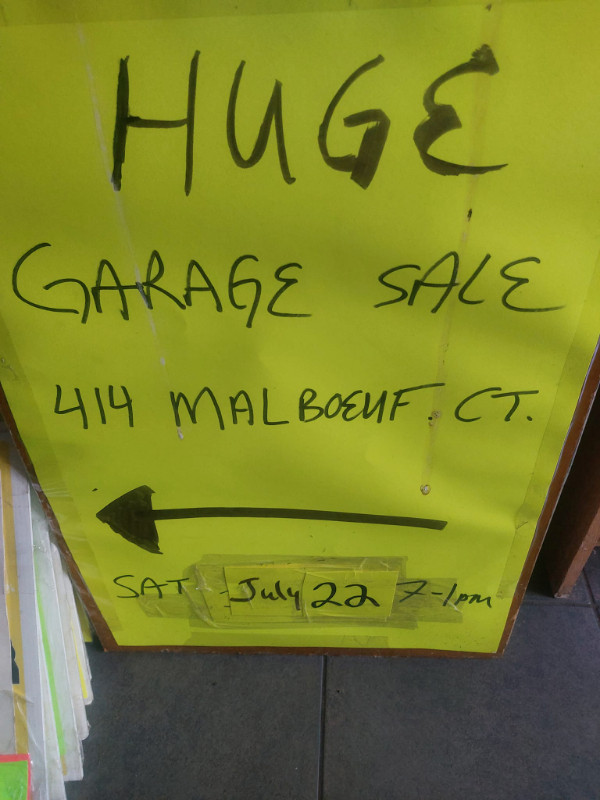 HUGE
GARAGE SALE
414 MALBOEUF CT.
SAT July 22 7-1pm